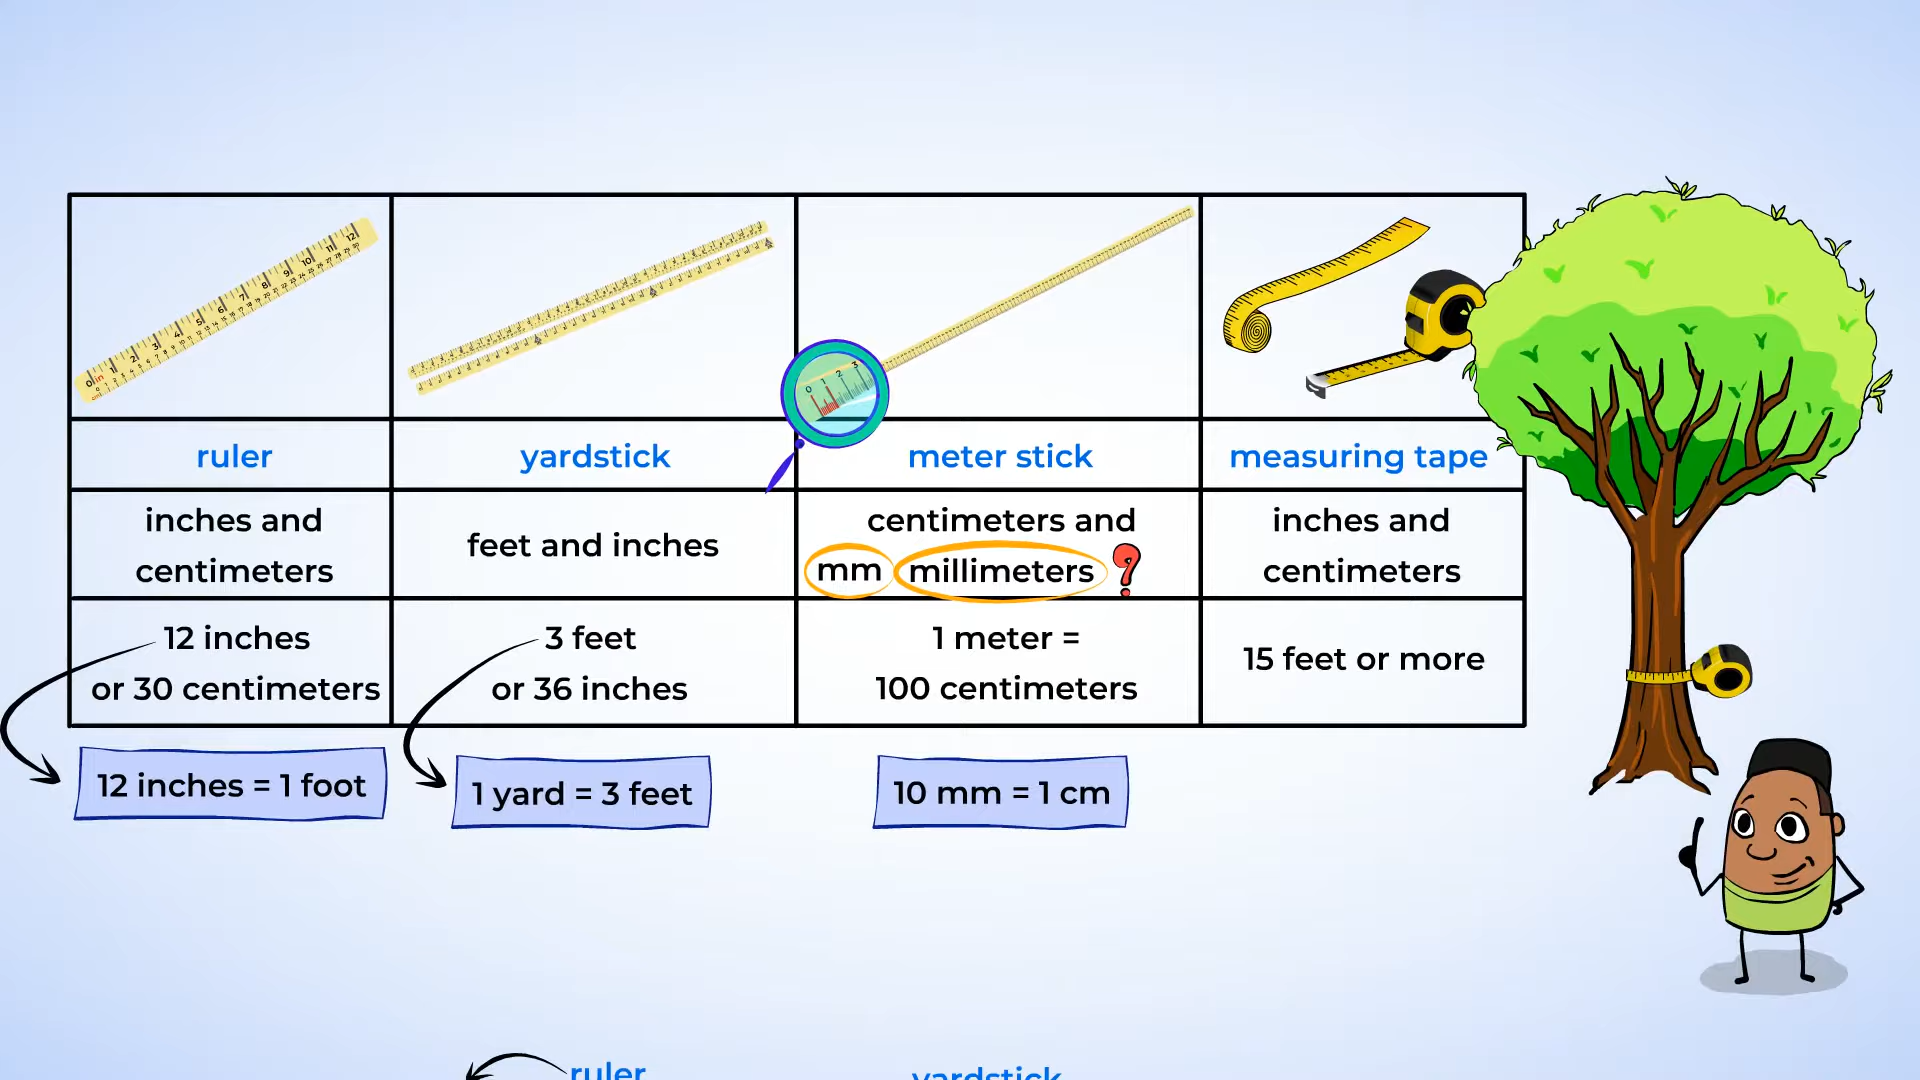 ruler
yardstick
meter stick
measuring tape
inches and
centimeters
feet and inches
centimeters and
mm millimeters ?
inches and
centimeters
12 inches
or 30 centimeters
3 feet
or 36 inches
1 meter =
100 centimeters
15 feet or more
12 inches = 1 foot
1 yard = 3 feet
10 mm = 1 cm
ruler
yardstick